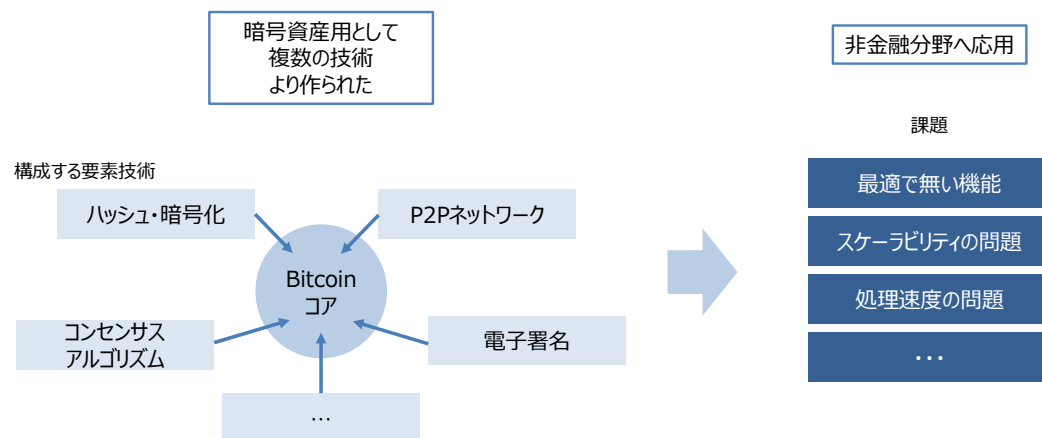 暗号資産用として
複数の技術
より作られた
非金融分野へ応用
課題
構成する要素技術
ハッシュ・暗号化
P2Pネットワーク
Bitcoin
コア
コンセンサス
アルゴリズム
電子署名
…
最適で無い機能
スケーラビリティの問題
処理速度の問題
・・・